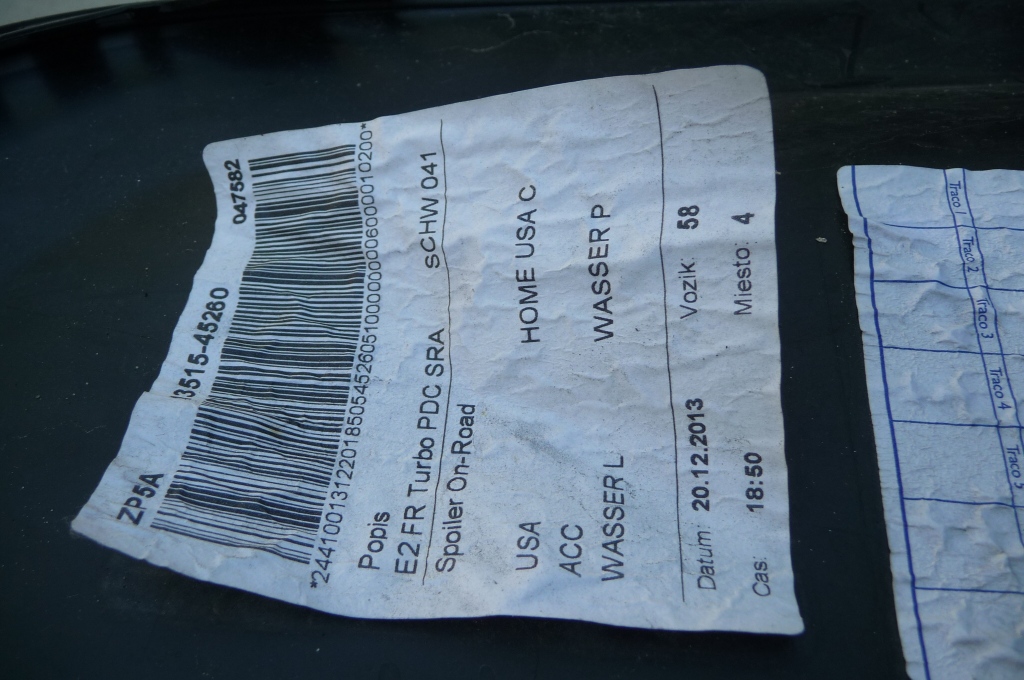 ZP5A 3515-45280 047582
*24410013122018505452605100000006000010200*
Popis
E2 FR Turbo PDC SRA SCHW 041
Spoiler On-Road
USA HOME USA C
ACC
WASSER L WASSER P
Datum: 20.12.2013 Vozik: 58
Cas: 18:50 Miesto: 4
Traco 1
Traco 2
Traco 3
Traco 4
Traco 5